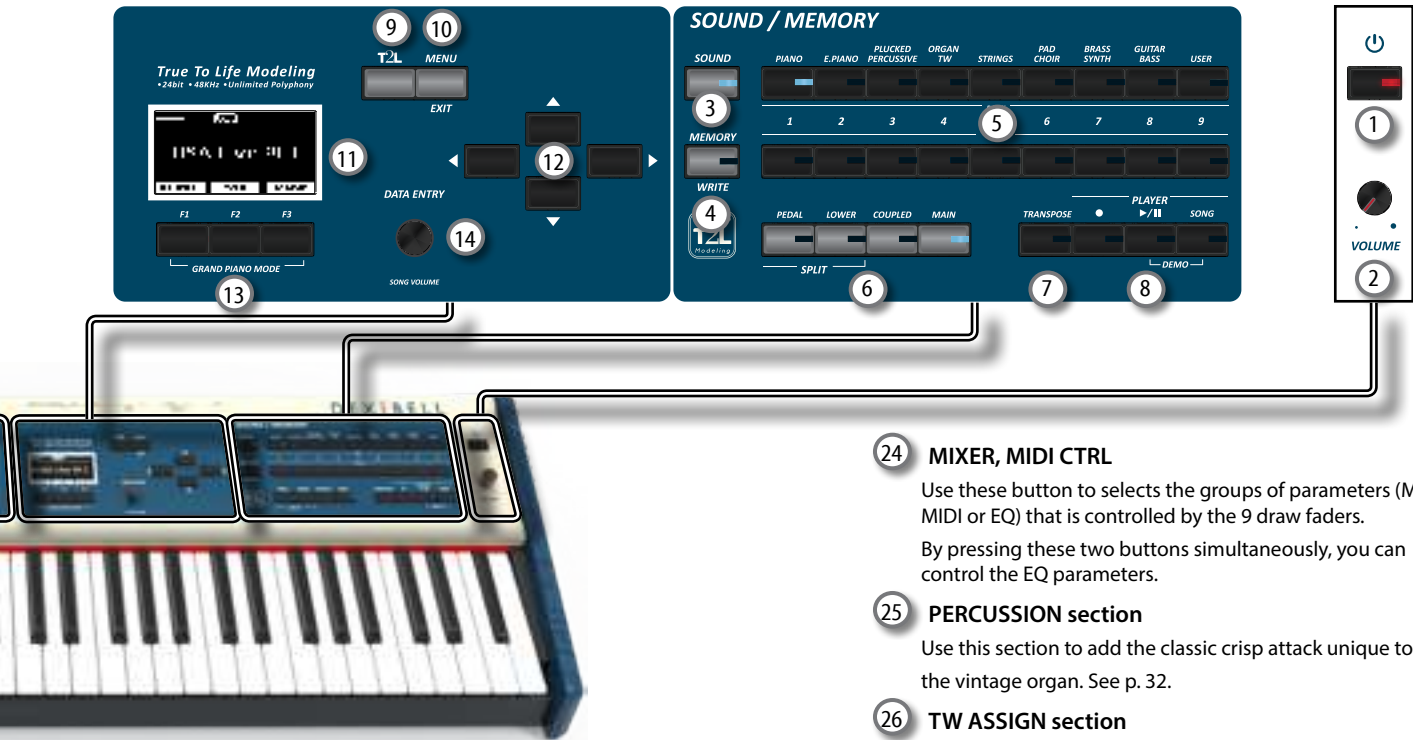 9 10
T2L MENU
EXIT
True To Life Modeling
•24bit •48KHz •Unlimited Polyphony
11
12
DATA ENTRY
14
SONG VOLUME
F1 F2 F3
GRAND PIANO MODE
13
SOUND / MEMORY
SOUND
3
MEMORY
WRITE
4
T2L
Modeling
PIANO E.PIANO PLUCKED PERCUSSIVE ORGAN TW STRINGS PAD CHOIR BRASS SYNTH GUITAR BASS USER
1 2 3 4 5 6 7 8 9
PEDAL LOWER COUPLED MAIN
SPLIT
6
PLAYER
TRANSPOSE ● ▶/❚❚ SONG
DEMO
7 8
1
VOLUME
2
DEXIBELL
24 MIXER, MIDI CTRL
Use these button to selects the groups of parameters (M
MIDI or EQ) that is controlled by the 9 draw faders.
By pressing these two buttons simultaneously, you can
control the EQ parameters.
25 PERCUSSION section
Use this section to add the classic crisp attack unique to
the vintage organ. See p. 32.
26 TW ASSIGN section